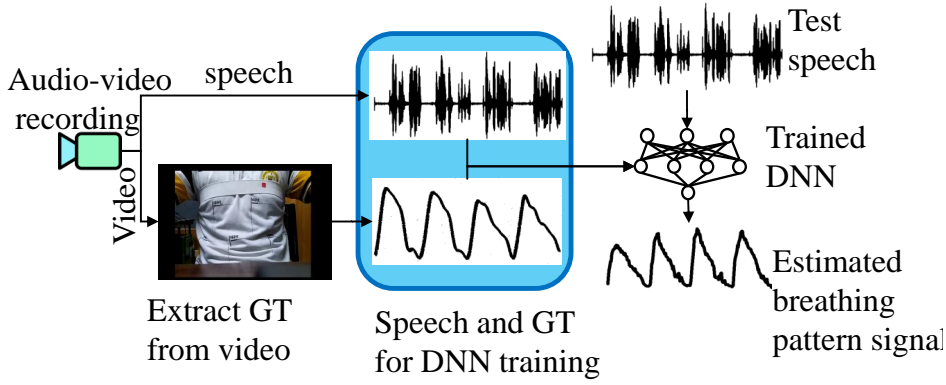 Audio-video
recording
speech
Video
Extract GT
from video
Speech and GT
for DNN training
Test
speech
Trained
DNN
Estimated
breathing
pattern signal